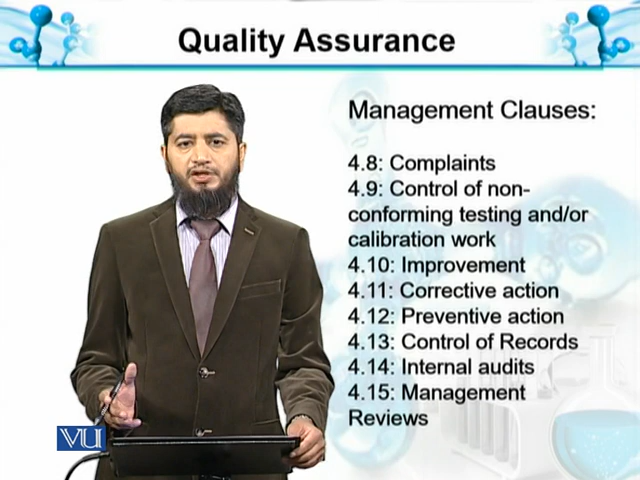 Quality Assurance
Management Clauses:
4.8: Complaints
4.9: Control of non-
conforming testing and/or
calibration work
4.10: Improvement
4.11: Corrective action
4.12: Preventive action
4.13: Control of Records
4.14: Internal audits
4.15: Management
Reviews
VU